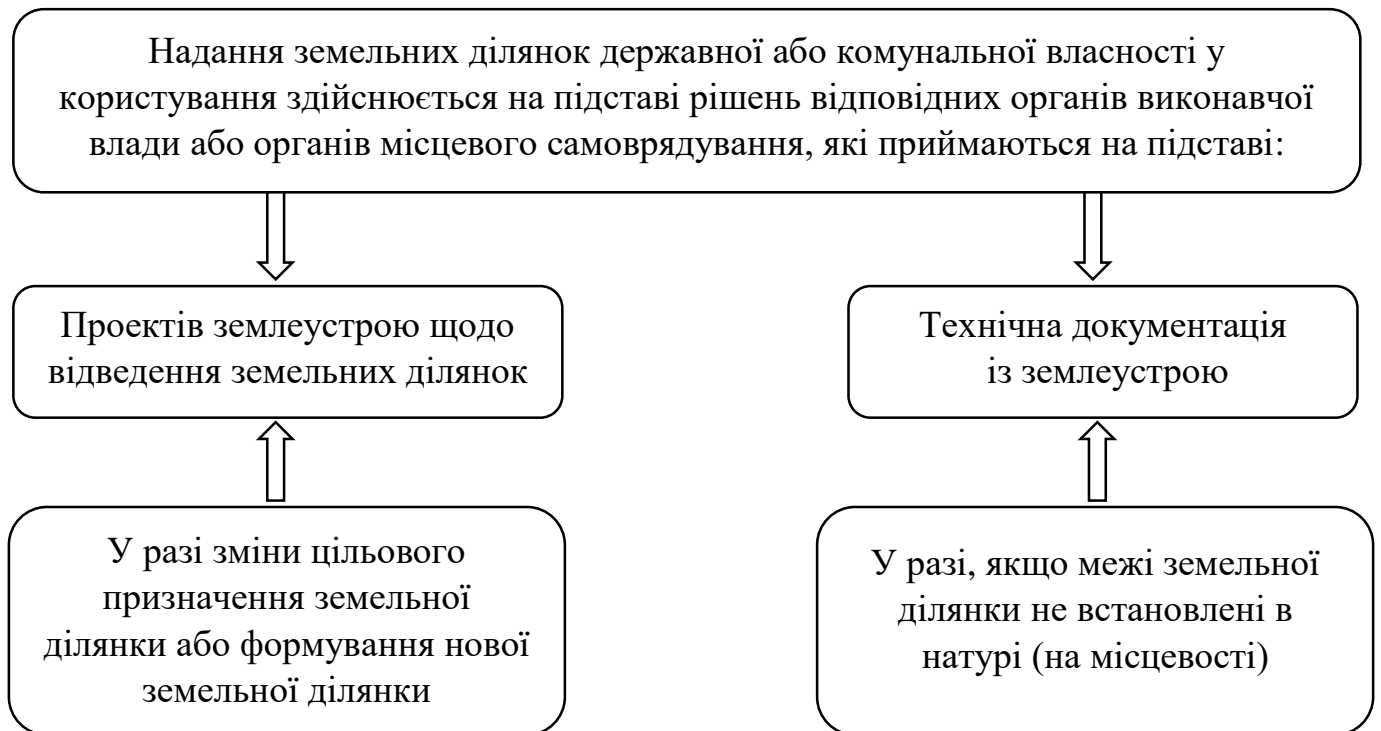 Надання земельних ділянок державної або комунальної власності у
користування здійснюється на підставі рішень відповідних органів виконавчої
влади або органів місцевого самоврядування, які приймаються на підставі:
Проектів землеустрою щодо
відведення земельних ділянок
Технічна документація
із землеустрою
У разі зміни цільового
призначення земельної
ділянки або формування нової
земельної ділянки
У разі, якщо межі земельної
ділянки не встановлені в
натурі (на місцевості)